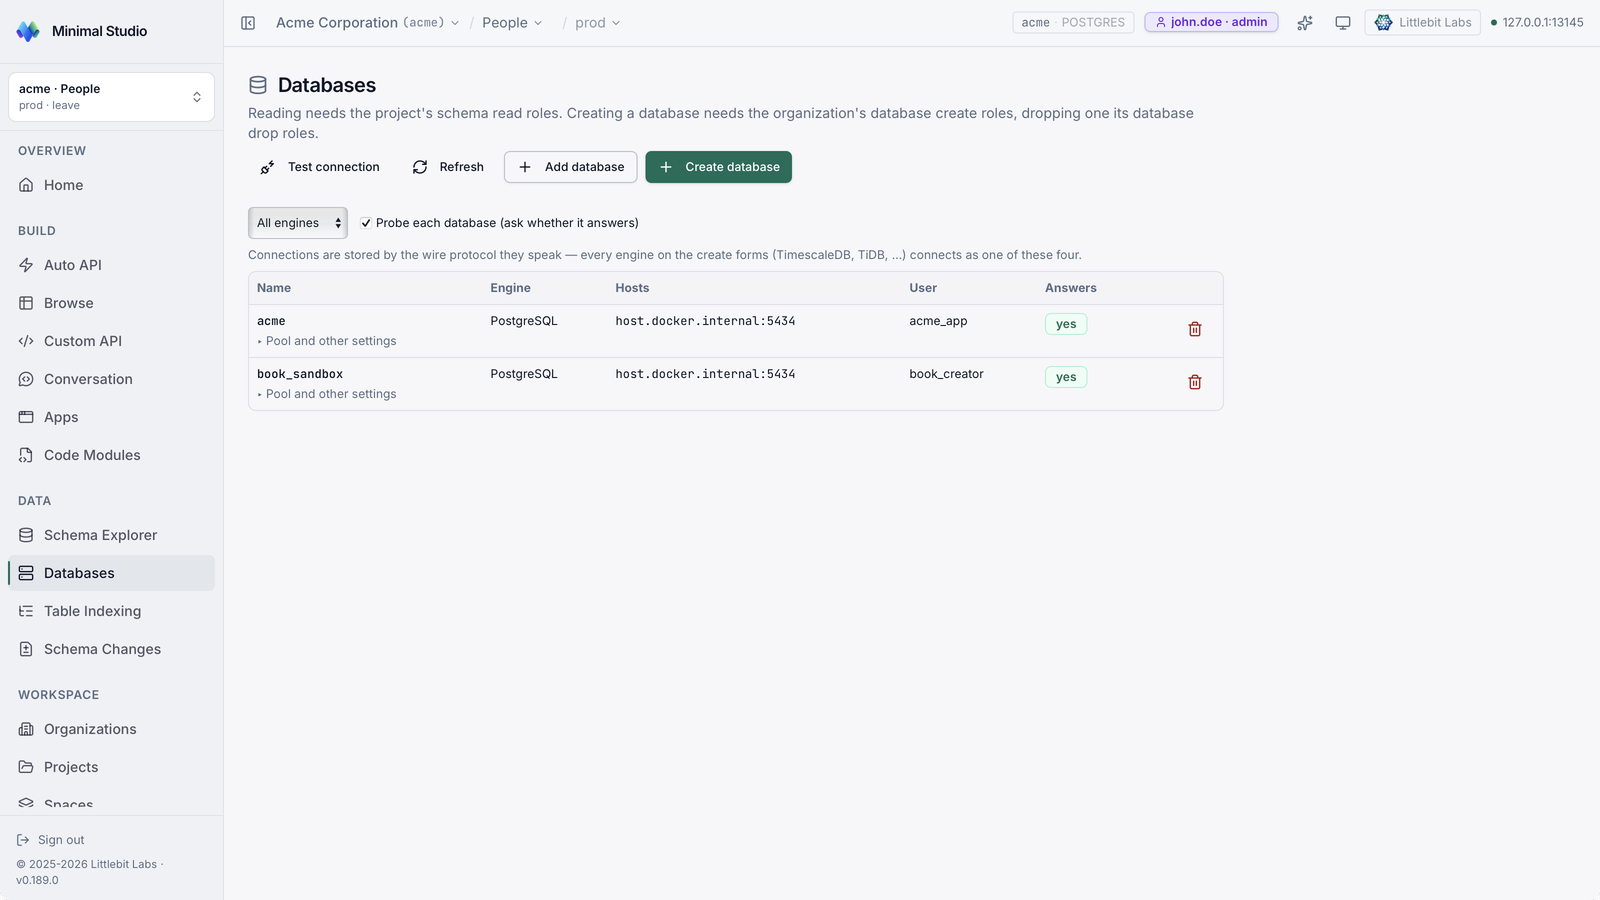 Minimal Studio
acme · People
prod · leave
OVERVIEW
Home
BUILD
Auto API
Browse
Custom API
Conversation
Apps
Code Modules
DATA
Schema Explorer
Databases
Table Indexing
Schema Changes
WORKSPACE
Organizations
Projects
Spaces
Sign out
© 2025-2026 Littlebit Labs ·
v0.189.0
Acme Corporation (acme) / People / prod
acme · POSTGRES
john.doe · admin
Littlebit Labs
127.0.0.1:13145
Databases
Reading needs the project's schema read roles. Creating a database needs the organization's database create roles, dropping one its database
drop roles.
Test connection Refresh Add database Create database
All engines Probe each database (ask whether it answers)
Connections are stored by the wire protocol they speak — every engine on the create forms (TimescaleDB, TiDB, ...) connects as one of these four.
Name Engine Hosts User Answers
acme PostgreSQL host.docker.internal:5434 acme_app yes
Pool and other settings
book_sandbox PostgreSQL host.docker.internal:5434 book_creator yes
Pool and other settings